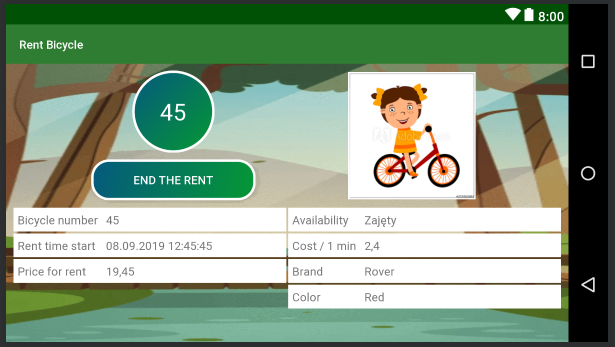 8:00
Rent Bicycle
45
END THE RENT
Bicycle number 45
Rent time start 08.09.2019 12:45:45
Price for rent 19,45
Availability Zajęty
Cost / 1 min 2,4
Brand Rover
Color Red